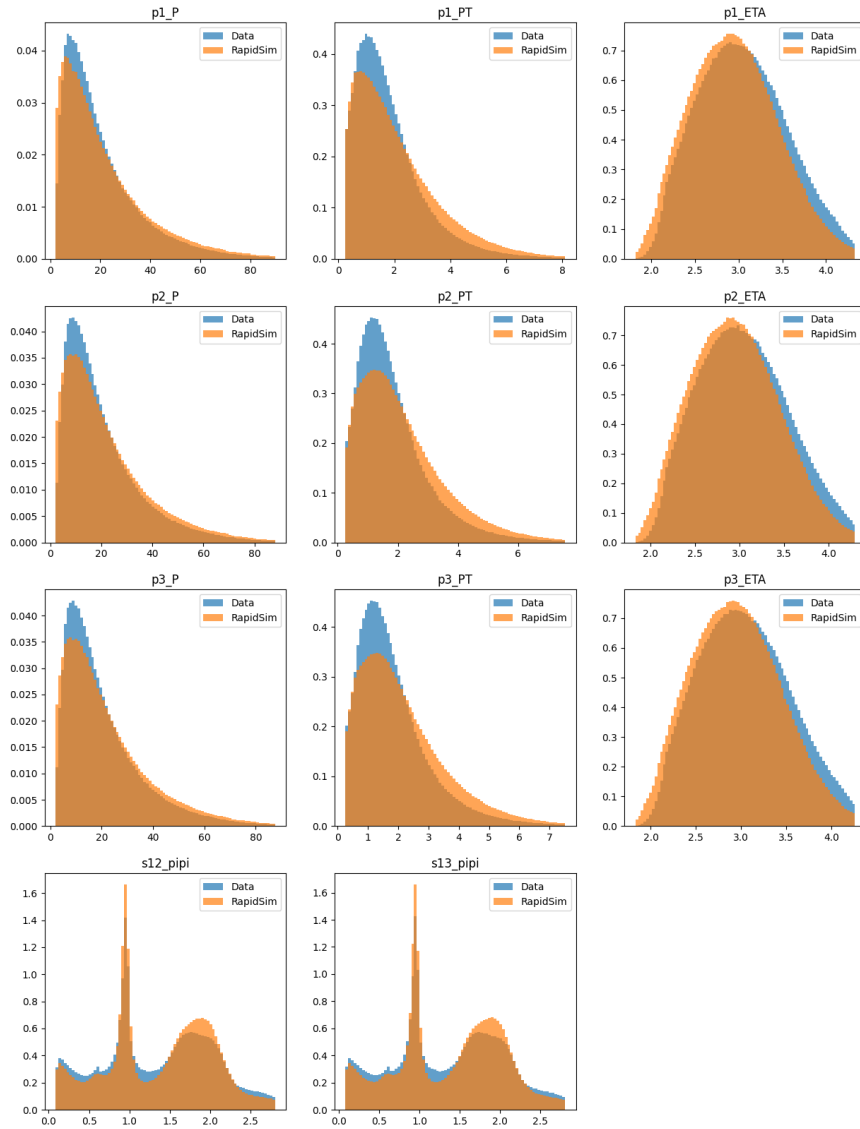 p1_P
p1_PT
p1_ETA
Data
RapidSim
Data
RapidSim
Data
RapidSim
0.04
0.03
0.02
0.01
0.00
0 20 40 60 80
0.4
0.3
0.2
0.1
0.0
0 2 4 6 8
0.7
0.6
0.5
0.4
0.3
0.2
0.1
0.0
2.0 2.5 3.0 3.5 4.0
p2_P
p2_PT
p2_ETA
Data
RapidSim
Data
RapidSim
Data
RapidSim
0.040
0.035
0.030
0.025
0.020
0.015
0.010
0.005
0.000
0 20 40 60 80
0.4
0.3
0.2
0.1
0.0
0 2 4 6
0.7
0.6
0.5
0.4
0.3
0.2
0.1
0.0
2.0 2.5 3.0 3.5 4.0
p3_P
p3_PT
p3_ETA
Data
RapidSim
Data
RapidSim
Data
RapidSim
0.040
0.035
0.030
0.025
0.020
0.015
0.010
0.005
0.000
0 20 40 60 80
0.4
0.3
0.2
0.1
0.0
0 1 2 3 4 5 6 7
0.7
0.6
0.5
0.4
0.3
0.2
0.1
0.0
2.0 2.5 3.0 3.5 4.0
s12_pipi
s13_pipi
Data
RapidSim
Data
RapidSim
1.6
1.4
1.2
1.0
0.8
0.6
0.4
0.2
0.0
0.0 0.5 1.0 1.5 2.0 2.5
1.6
1.4
1.2
1.0
0.8
0.6
0.4
0.2
0.0
0.0 0.5 1.0 1.5 2.0 2.5